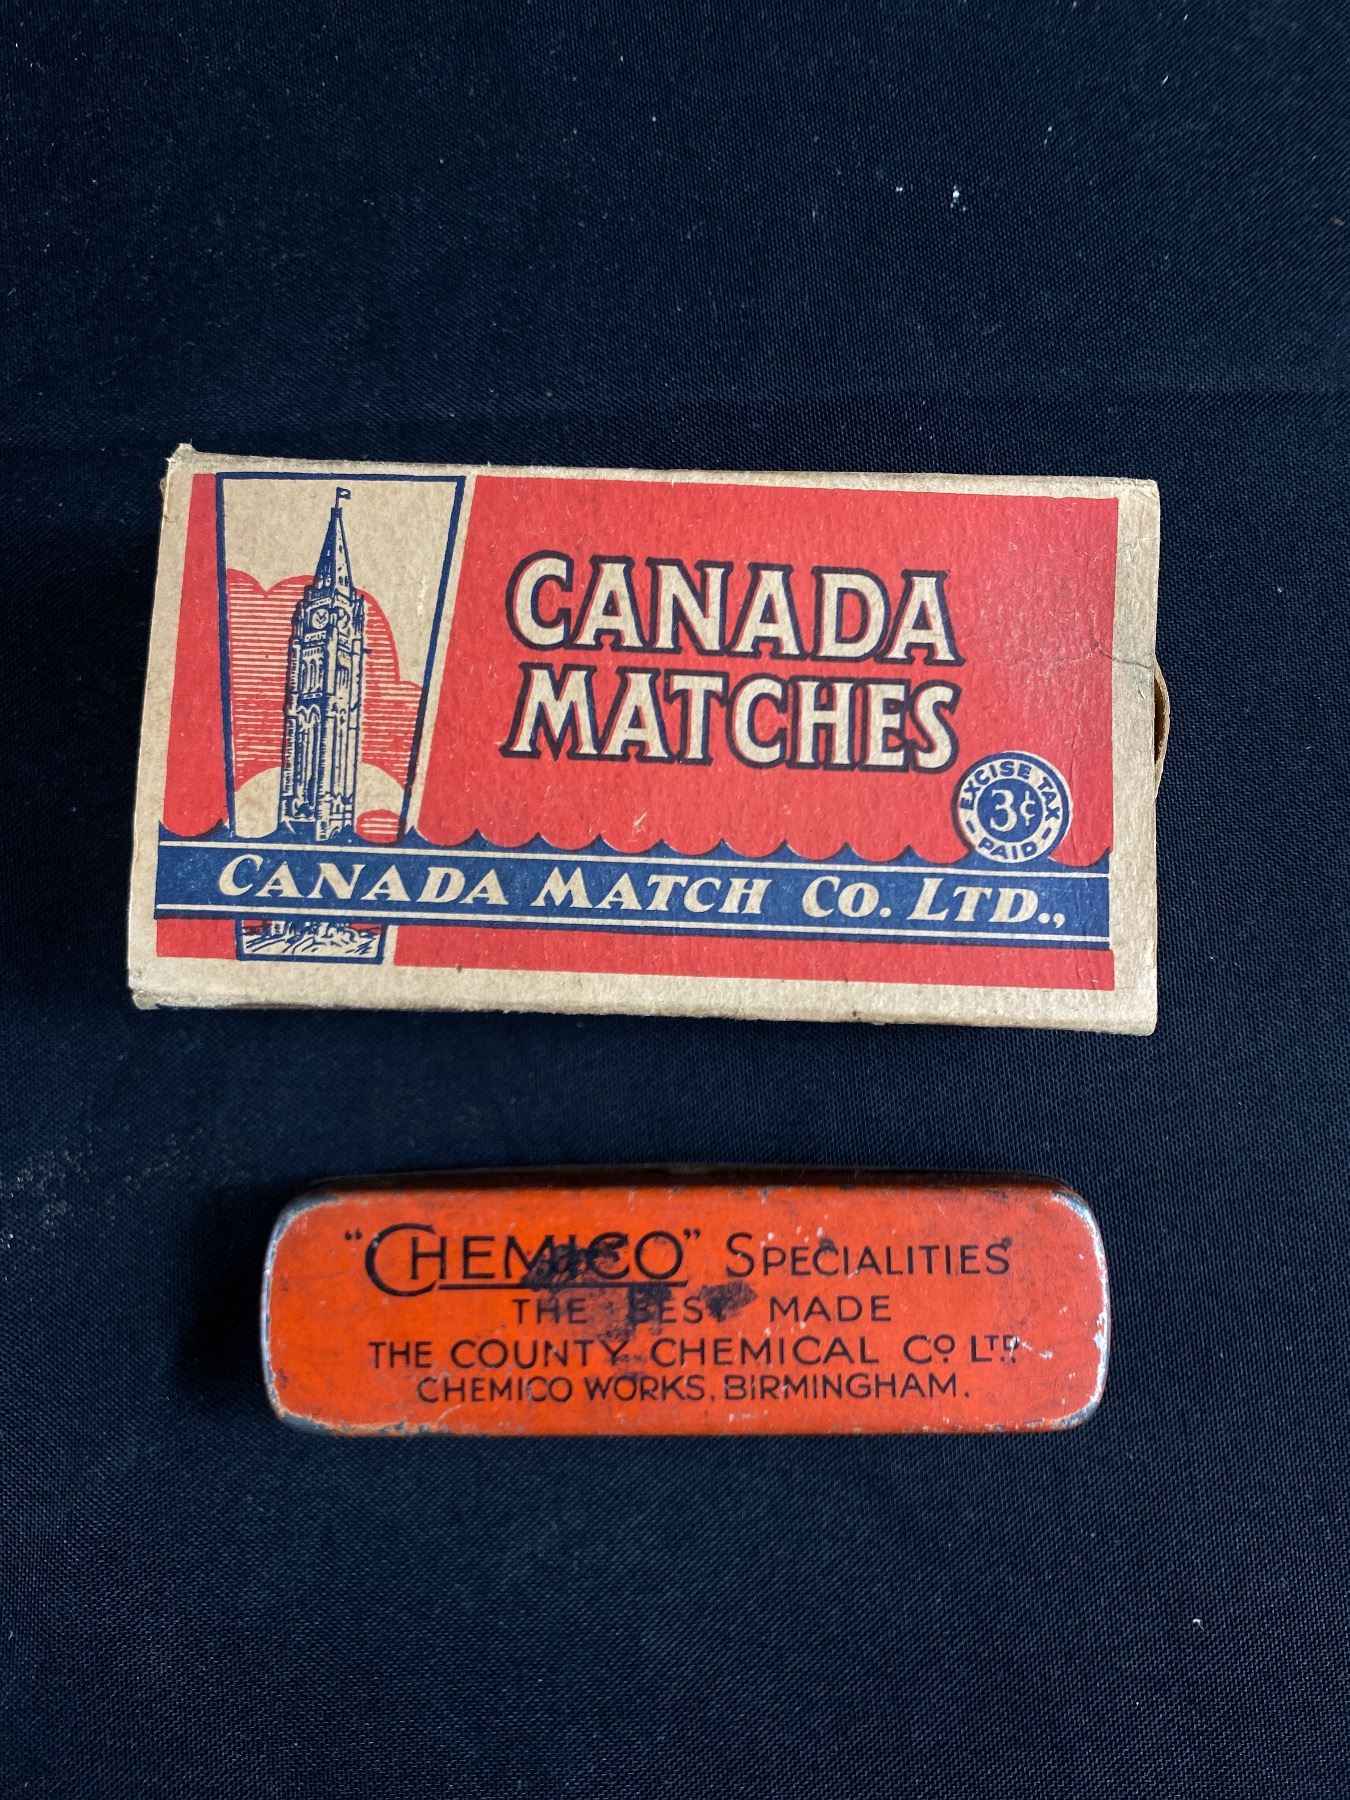 CANADA
MATCHES
EXCISE TAX
3¢
PAID
CANADA MATCH CO. LTD.,
"CHEMICO" SPECIALITIES
THE BEST MADE
THE COUNTY CHEMICAL CO LTD.
CHEMICO WORKS, BIRMINGHAM.